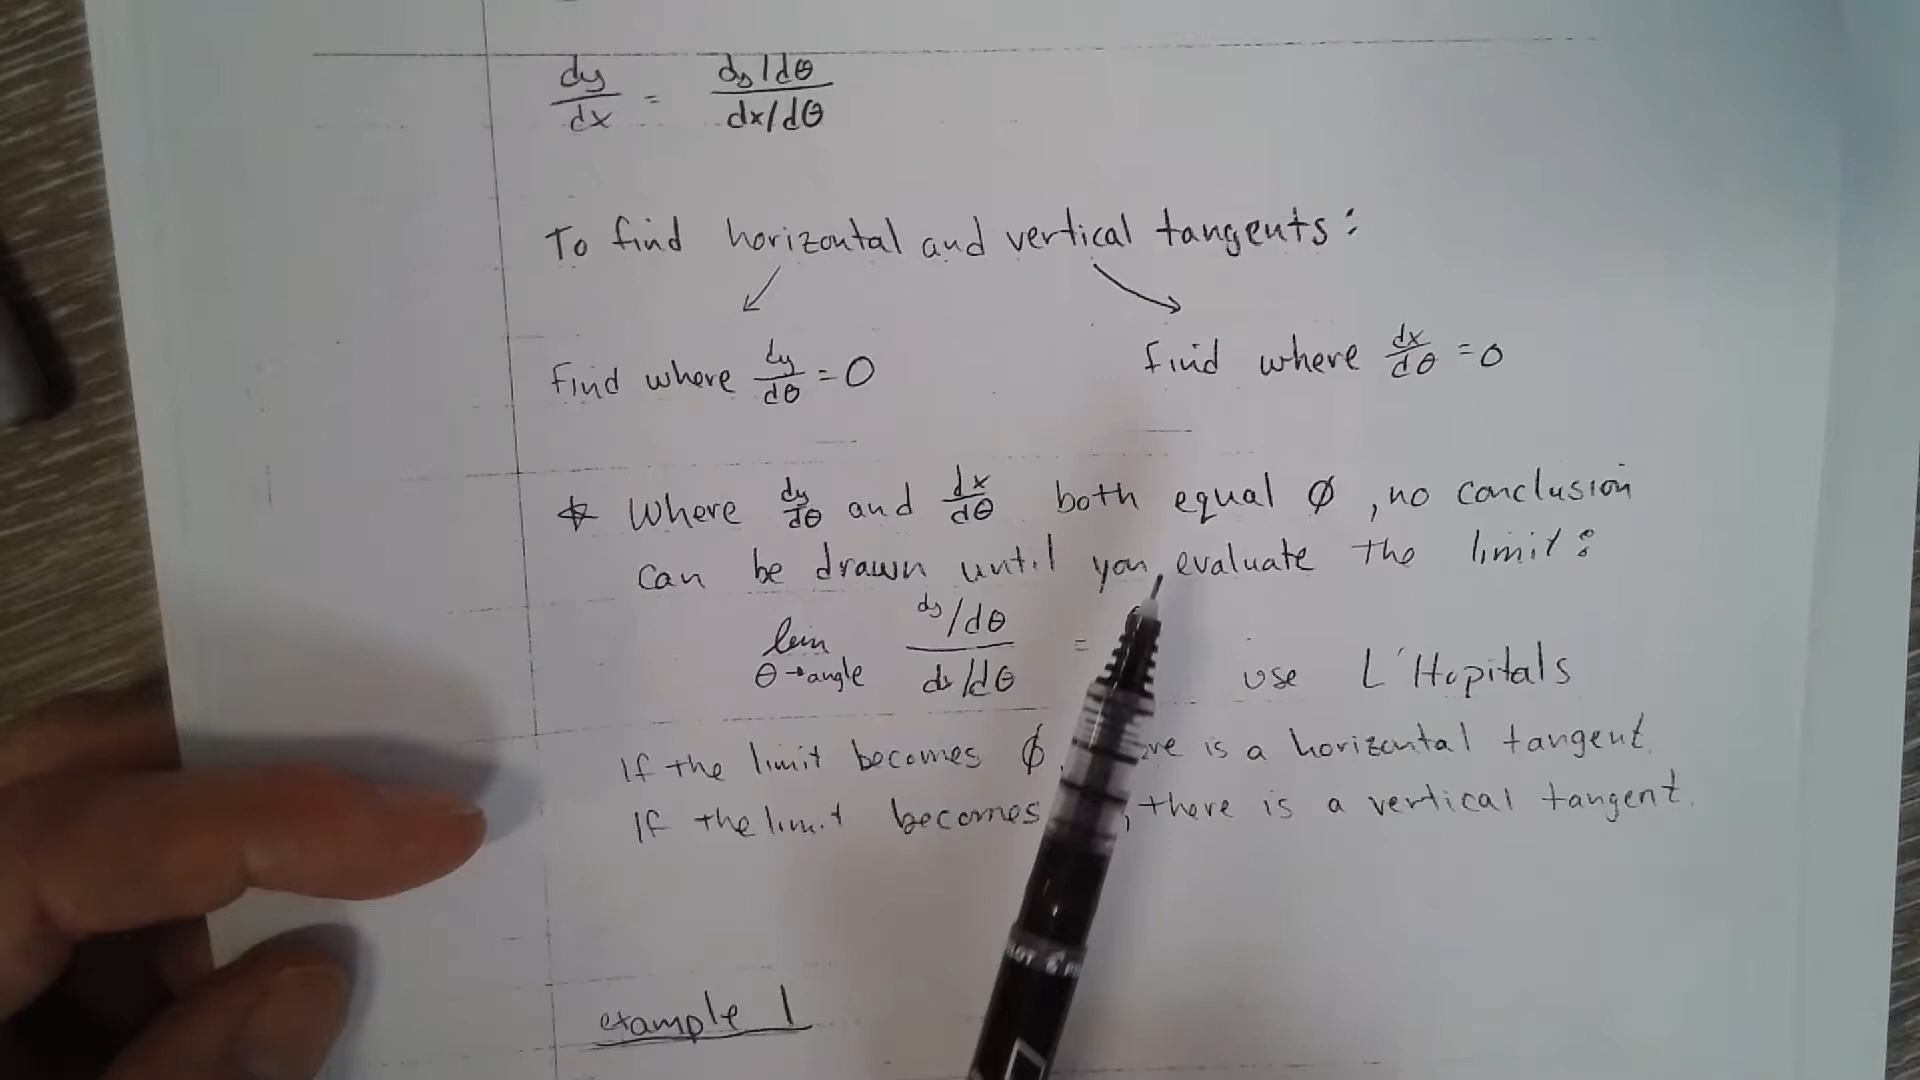 dy/dx = dy/dθ / dx/dθ
To find horizontal and vertical tangents:
Find where dy/dθ = 0
find where dx/dθ = 0
* Where dy/dθ and dx/dθ both equal ∅, no conclusion
can be drawn until you evaluate the limit:
lim θ→angle dy/dθ / dx/dθ =
use L'Hopitals
If the limit becomes ∅ is a horizontal tangent.
If the limit becomes , there is a vertical tangent.
example 1